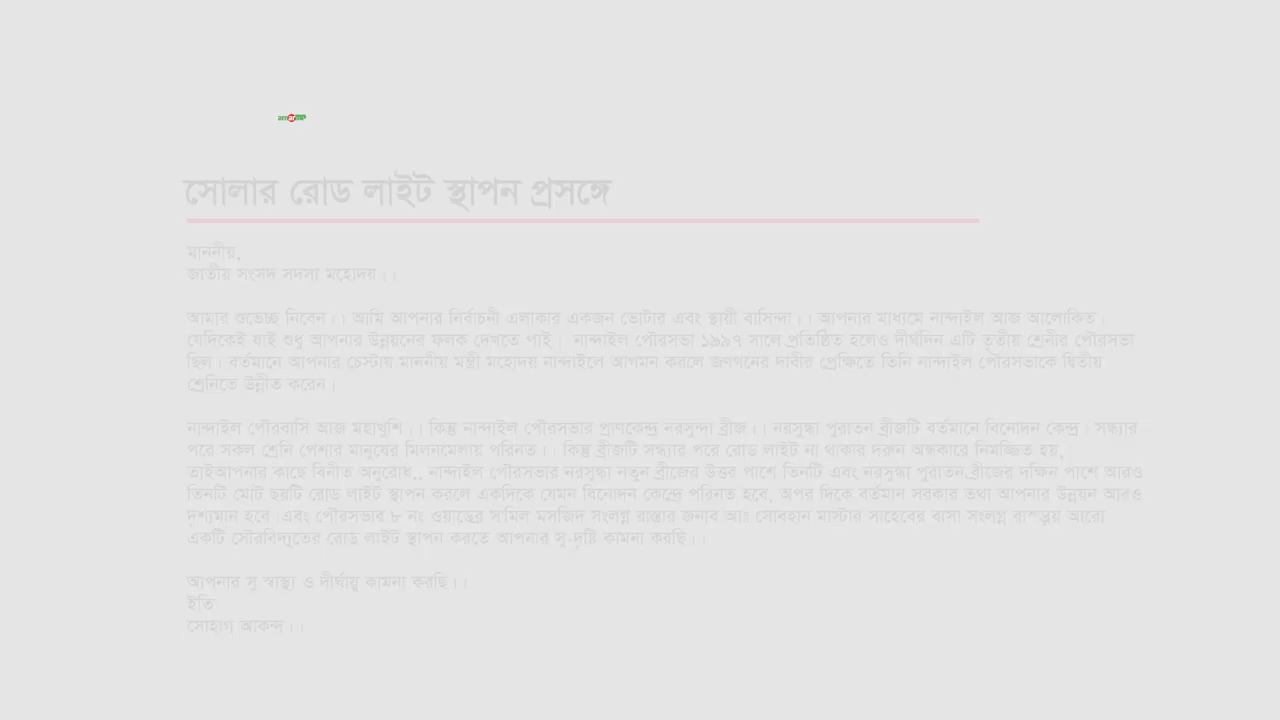 সোলার রোড লাইট স্থাপন প্রসঙ্গে
মাননীয়,
জাতীয় সংসদ সদস্য মহোদয়।।
আমার শুভেচ্ছ নিবেন।। আমি আপনার নির্বাচনী এলাকার একজন ভোটার এবং স্থায়ী বাসিন্দা।। আপনার মাধ্যমে নান্দাইল আজ আলোকিত।
যেদিকেই যাই শুধু আপনার উন্নয়নের ফলক দেখতে পাই। নান্দাইল পৌরসভা ১৯৯৭ সালে প্রতিষ্ঠিত হলেও দীর্ঘদিন এটি তৃতীয় শ্রেনীর পৌরসভা
ছিল। বর্তমানে আপনার চেস্টায় মাননীয় মন্ত্রী মহোদয় নান্দাইলে আগমন করলে জণগনের দাবীর প্রেক্ষিতে তিনি নান্দাইল পৌরসভাকে দ্বিতীয়
শ্রেনিতে উন্নীত করেন।
নান্দাইল পৌরবাসি আজ মহাখুশি।। কিন্তু নান্দাইল পৌরসভার প্রাণকেন্দ্র নরসুন্দা ব্রীজ।। নরসুন্ধা পুরাতন ব্রীজটি বর্তমানে বিনোদন কেন্দ্র। সন্ধ্যার
পরে সকল শ্রেনি পেশার মানুষের মিলনমেলায় পরিনত।। কিন্তু ব্রীজটি সন্ধ্যার পরে রোড লাইট না থাকার দরুন অন্ধকারে নিমজ্জিত হয়,
তাইআপনার কাছে বিনীত অনুরোধ,, নান্দাইল পৌরসভার নরসুন্ধা নতুন ব্রীজের উত্তর পাশে তিনটি এবং নরসুন্ধা পুরাতন ব্রীজের দক্ষিন পাশে আরও
তিনটি মোট ছয়টি রোড লাইট স্থাপন করলে একদিকে যেমন বিনোদন কেন্দ্রে পরিনত হবে, অপর দিকে বর্তমান সরকার তথা আপনার উন্নয়ন আরও
দৃশ্যমান হবে।এবং পৌরসভার ৮ নং ওয়ার্ডের স'মিল মসজিদ সংলগ্ন রাস্তার জনাব আঃ সোবহান মাস্টার সাহেবের বাসা সংলগ্ন আরো
একটি সৌরবিদ্যুতের রোড লাইট স্থাপন করতে আপনার সু-দৃষ্টি কামনা করছি।।
আপনার সু স্বাস্থ্য ও দীর্ঘায়ু কামনা করছি।।
ইতি
সোহাগ আকন্দ।।